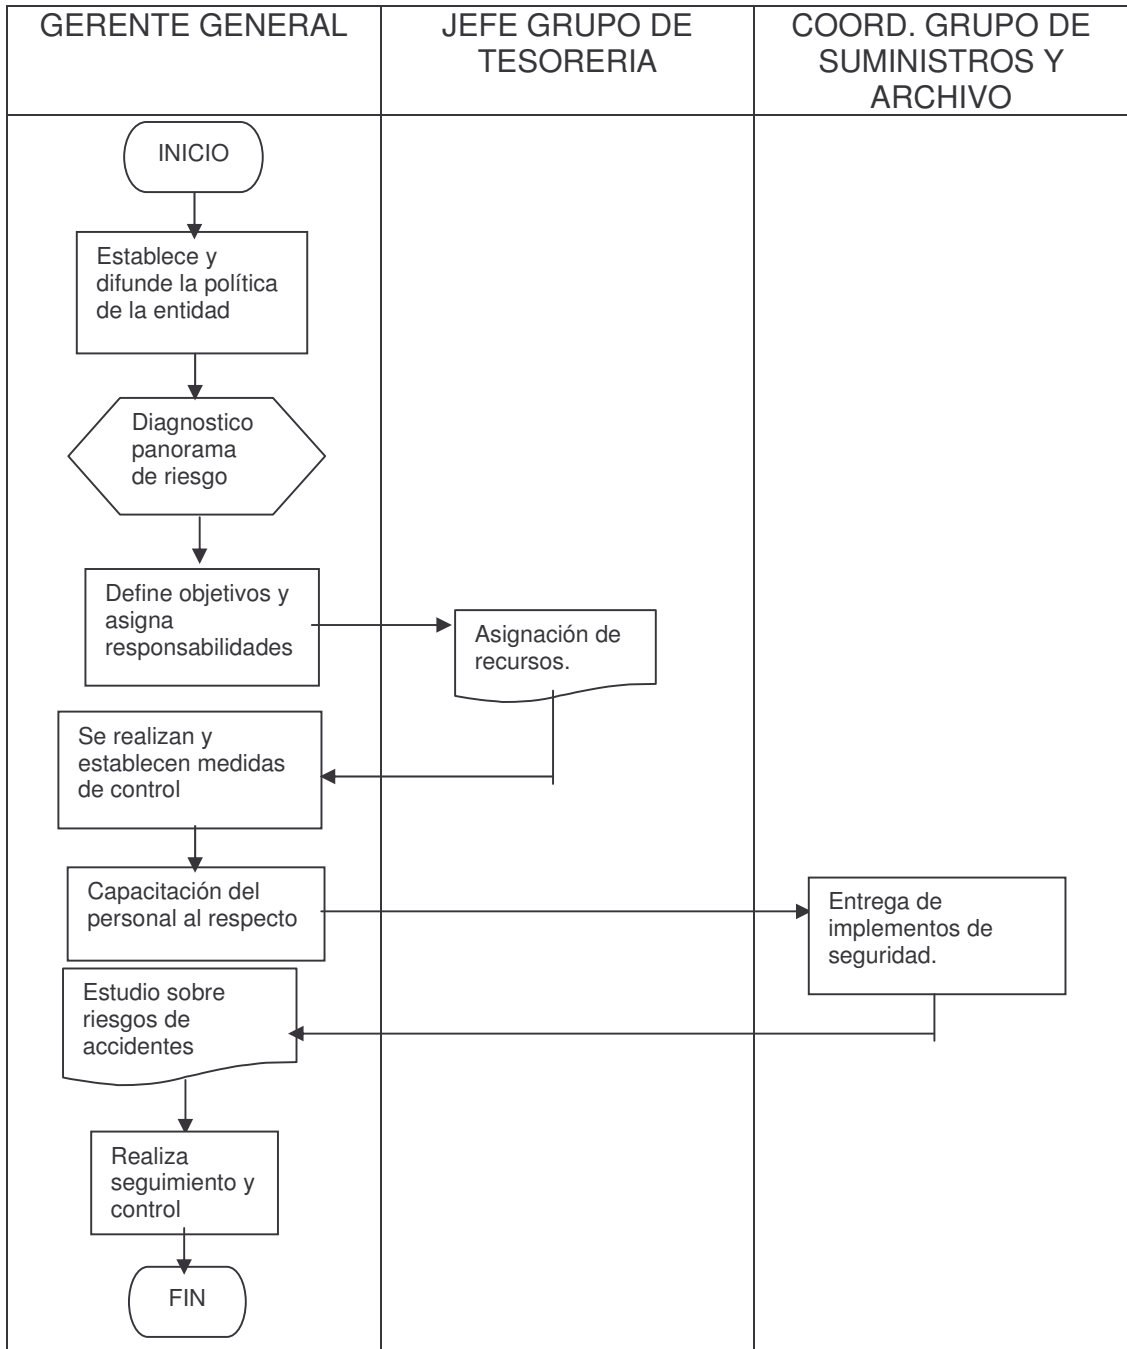 GERENTE GENERAL
JEFE GRUPO DE
TESORERIA
COORD. GRUPO DE
SUMINISTROS Y
ARCHIVO
INICIO
Establece y
difunde la política
de la entidad
Diagnostico
panorama
de riesgo
Define objetivos y
asigna
responsabilidades
Asignación de
recursos.
Se realizan y
establecen medidas
de control
Capacitación del
personal al respecto
Entrega de
implementos de
seguridad.
Estudio sobre
riesgos de
accidentes
Realiza
seguimiento y
control
FIN